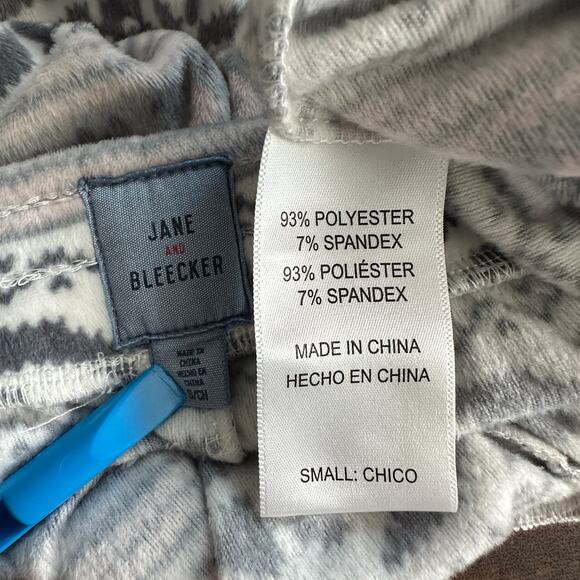 JANE
AND
BLEECKER
MADE IN
CHINA
HECHO EN
CHINA
S/CH
93% POLYESTER
7% SPANDEX
93% POLIÉSTER
7% SPANDEX
MADE IN CHINA
HECHO EN CHINA
SMALL: CHICO